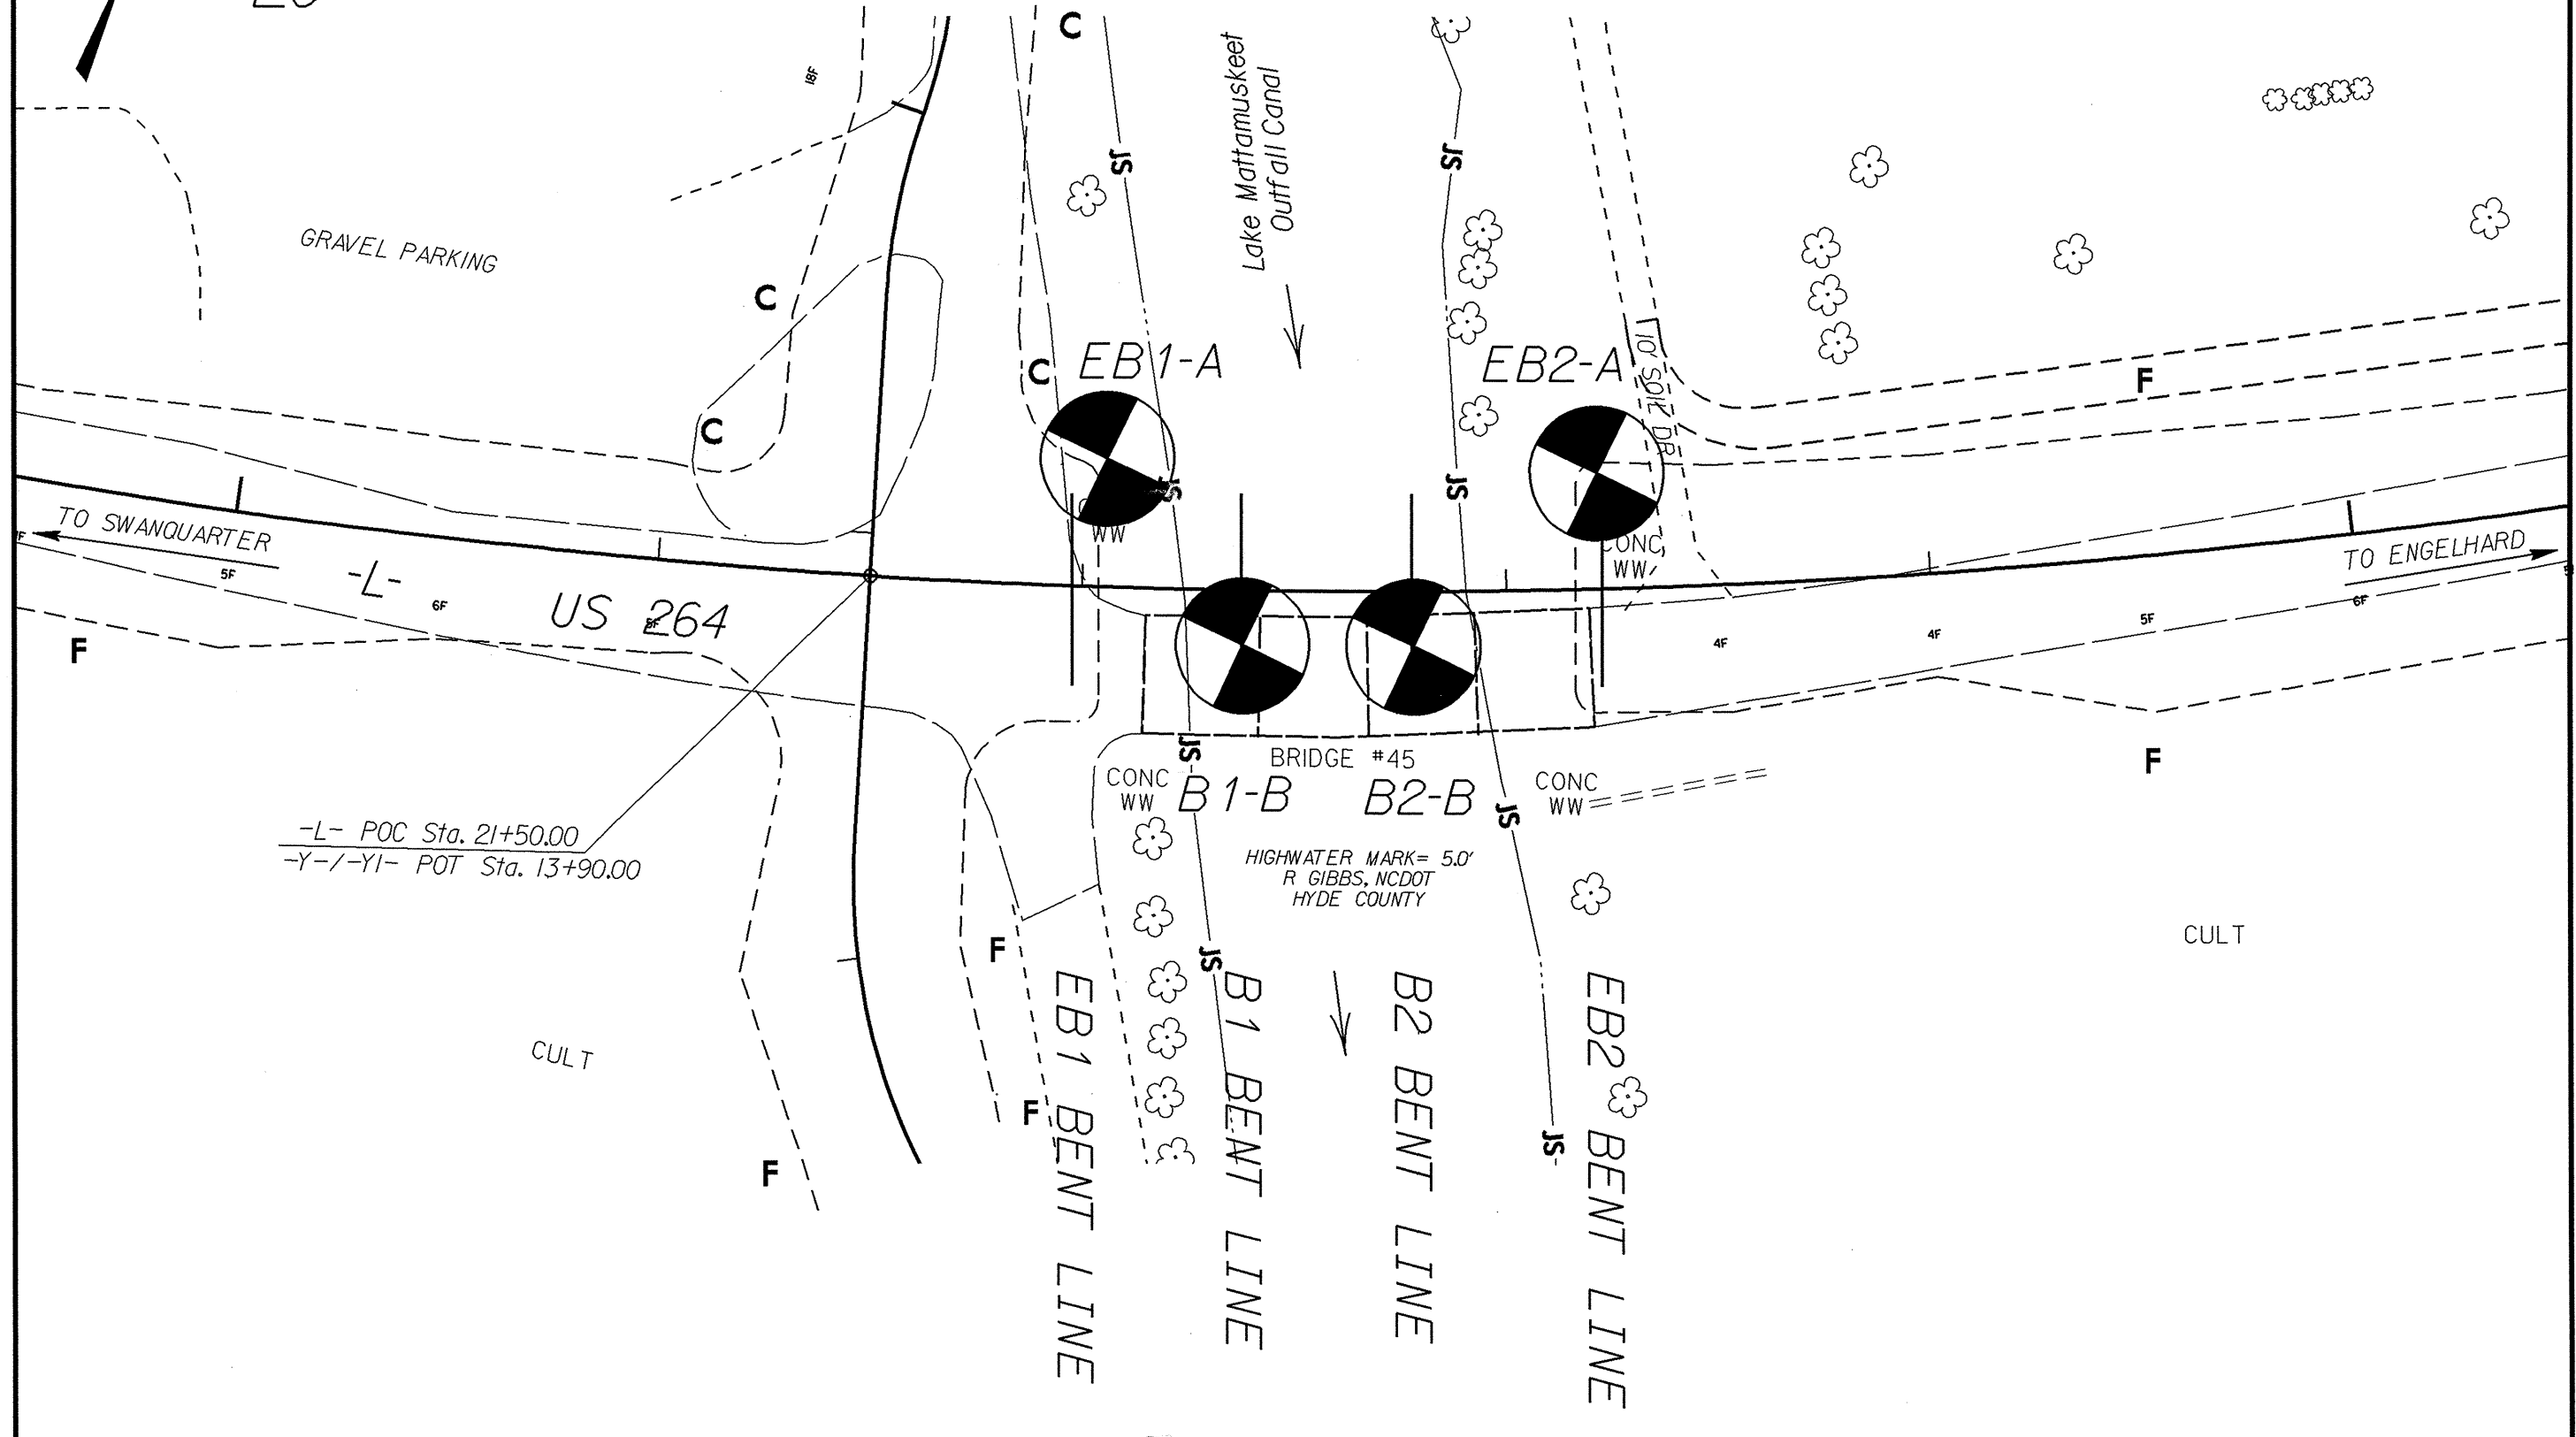 C
18F
Lake Mattamuskeet
Outfall Canal
JS
JS
GRAVEL PARKING
C
C
C
EB1-A
EB2-A
10' SOIL DR
F
JS
JS
WW
CONC
WW
TO SWANQUARTER
TO ENGELHARD
5F
-L-
6F
US 264
5F
F
4F
4F
5F
6F
F
JS
BRIDGE #45
CONC
WW
B1-B
B2-B
JS
CONC
WW
-L- POC Sta. 21+50.00
-Y-/-Y1- POT Sta. 13+90.00
HIGHWATER MARK= 5.0'
R GIBBS, NCDOT
HYDE COUNTY
CULT
F
JS
CULT
F
F
JS
EB1 BENT LINE
B1 BENT LINE
B2 BENT LINE
EB2 BENT LINE